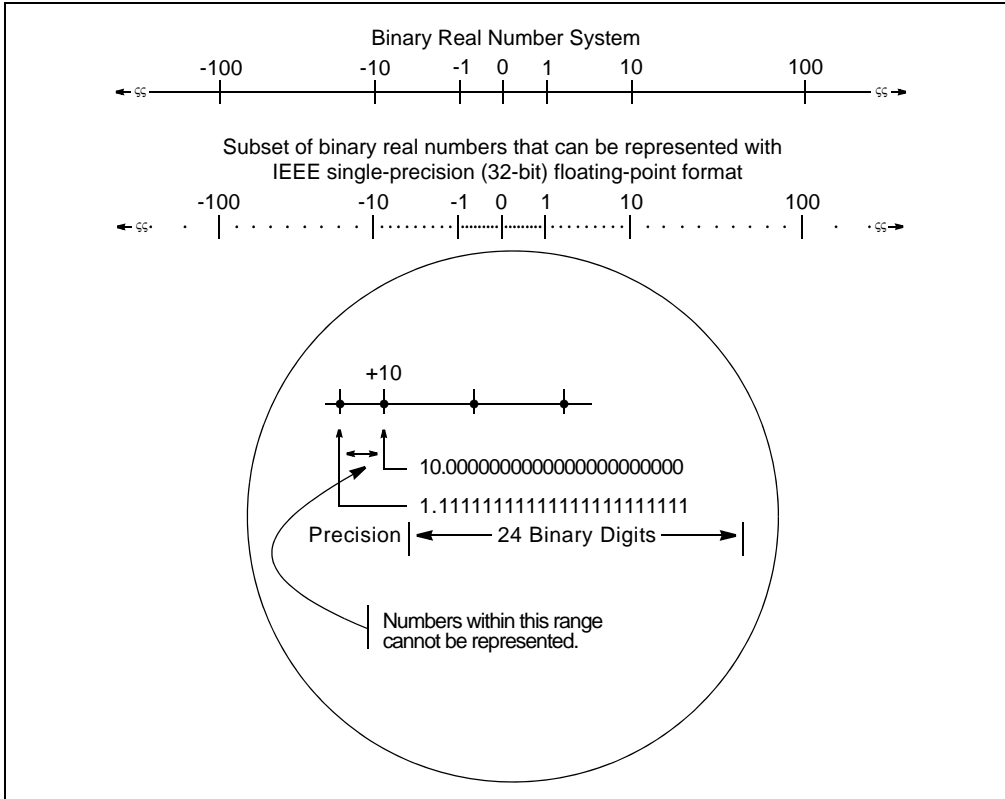 Binary Real Number System
-100 -10 -1 0 1 10 100
Subset of binary real numbers that can be represented with
IEEE single-precision (32-bit) floating-point format
-100 -10 -1 0 1 10 100
+10
10.0000000000000000000000
1.11111111111111111111111
Precision 24 Binary Digits
Numbers within this range
cannot be represented.